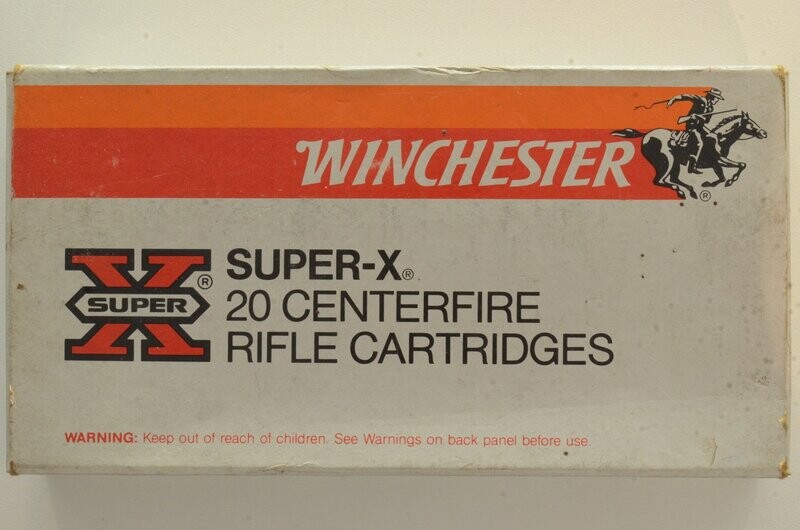 WINCHESTER
®
SUPER
®
SUPER-X®
20 CENTERFIRE
RIFLE CARTRIDGES
WARNING: Keep out of reach of children. See Warnings on back panel before use.